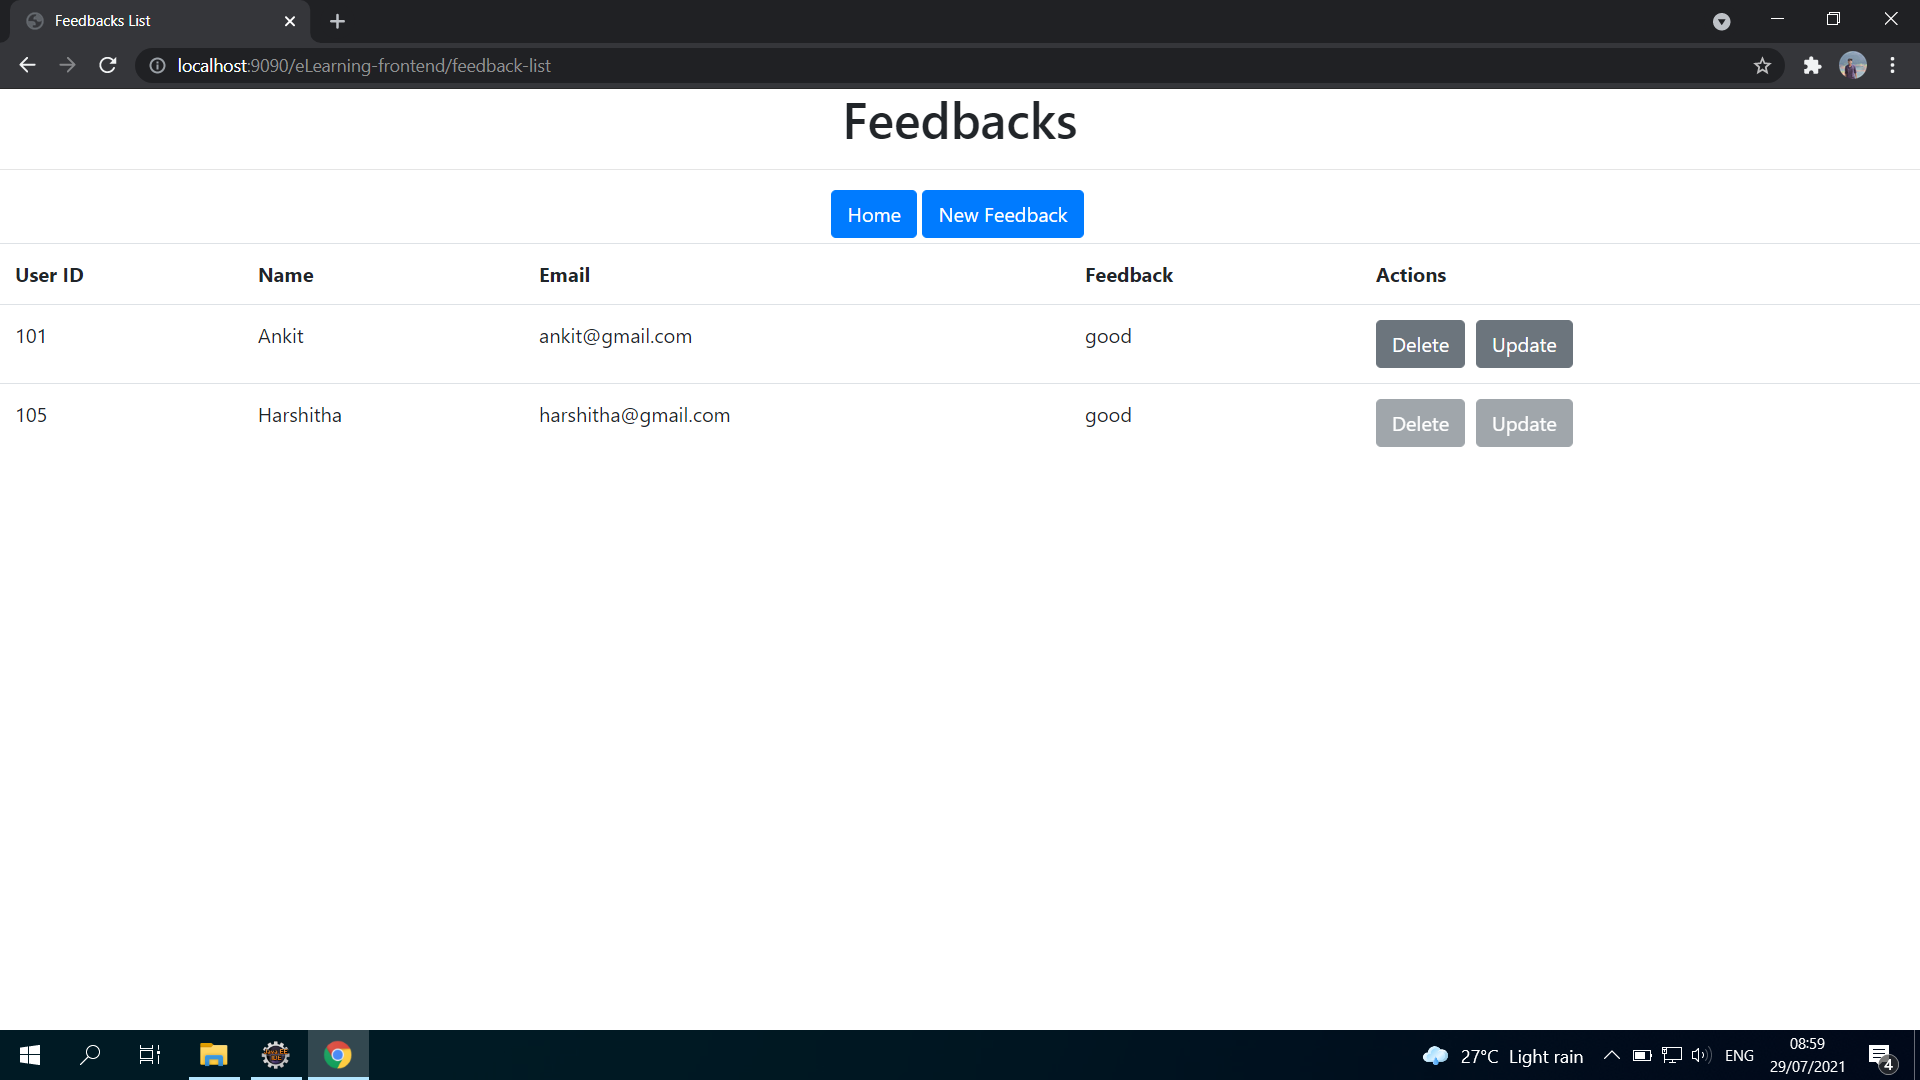 Feedbacks List
localhost:9090/eLearning-frontend/feedback-list
Feedbacks
Home New Feedback
User ID Name Email Feedback Actions
101 Ankit ankit@gmail.com good Delete Update
105 Harshitha harshitha@gmail.com good Delete Update
27°C Light rain ENG 08:59
29/07/2021 4